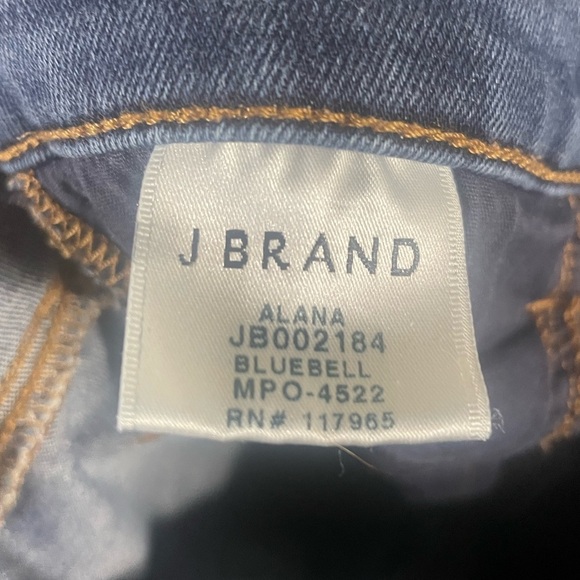 J BRAND
ALANA
JB002184
BLUEBELL
MPO-4522
RN# 117965